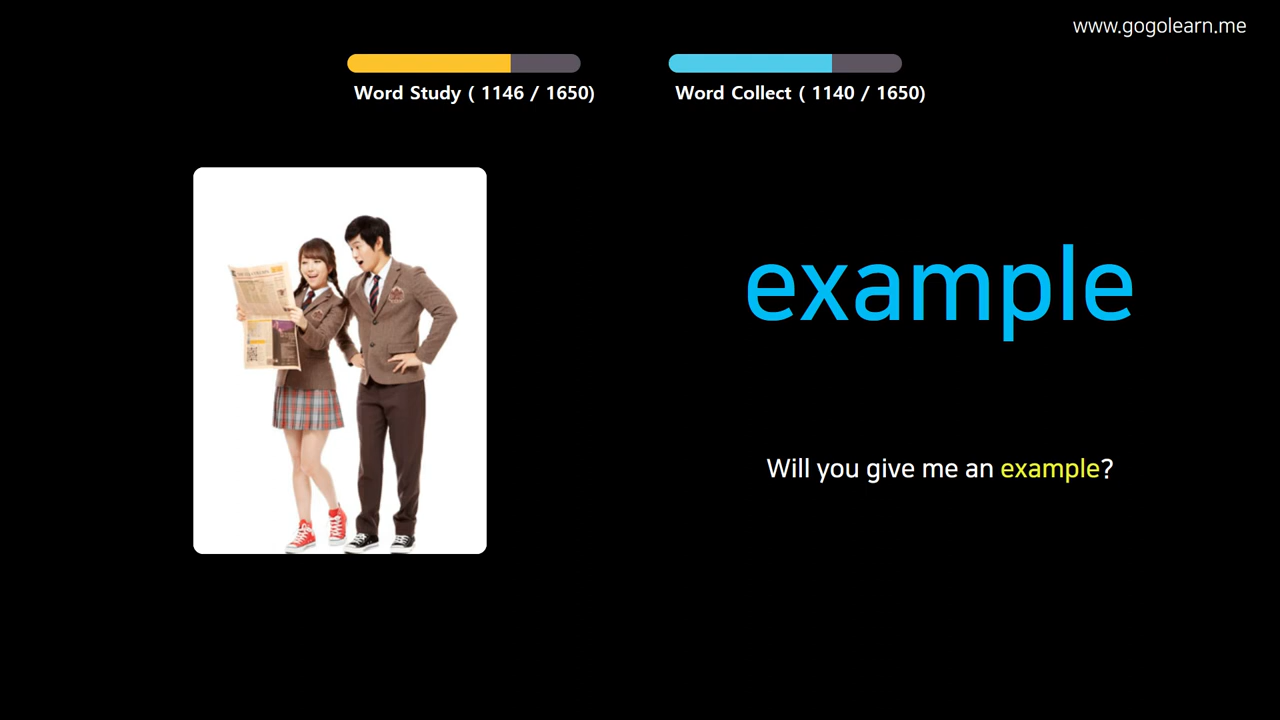 www.gogolearn.me
Word Study ( 1146 / 1650)
Word Collect ( 1140 / 1650)
example
Will you give me an example?